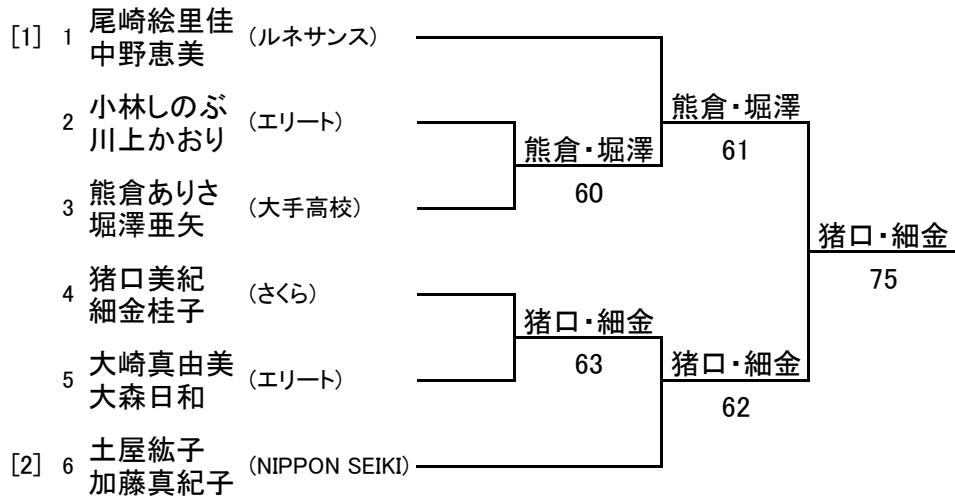 [1] 1 尾崎絵里佳 (ルネサンス)
中野恵美
2 小林しのぶ (エリート)
川上かおり
熊倉・堀澤
61
熊倉・堀澤
60
3 熊倉ありさ (大手高校)
堀澤亜矢
猪口・細金
75
4 猪口美紀 (さくら)
細金桂子
猪口・細金
63
5 大崎真由美 (エリート)
大森日和
猪口・細金
62
[2] 6 土屋紘子 (NIPPON SEIKI)
加藤真紀子